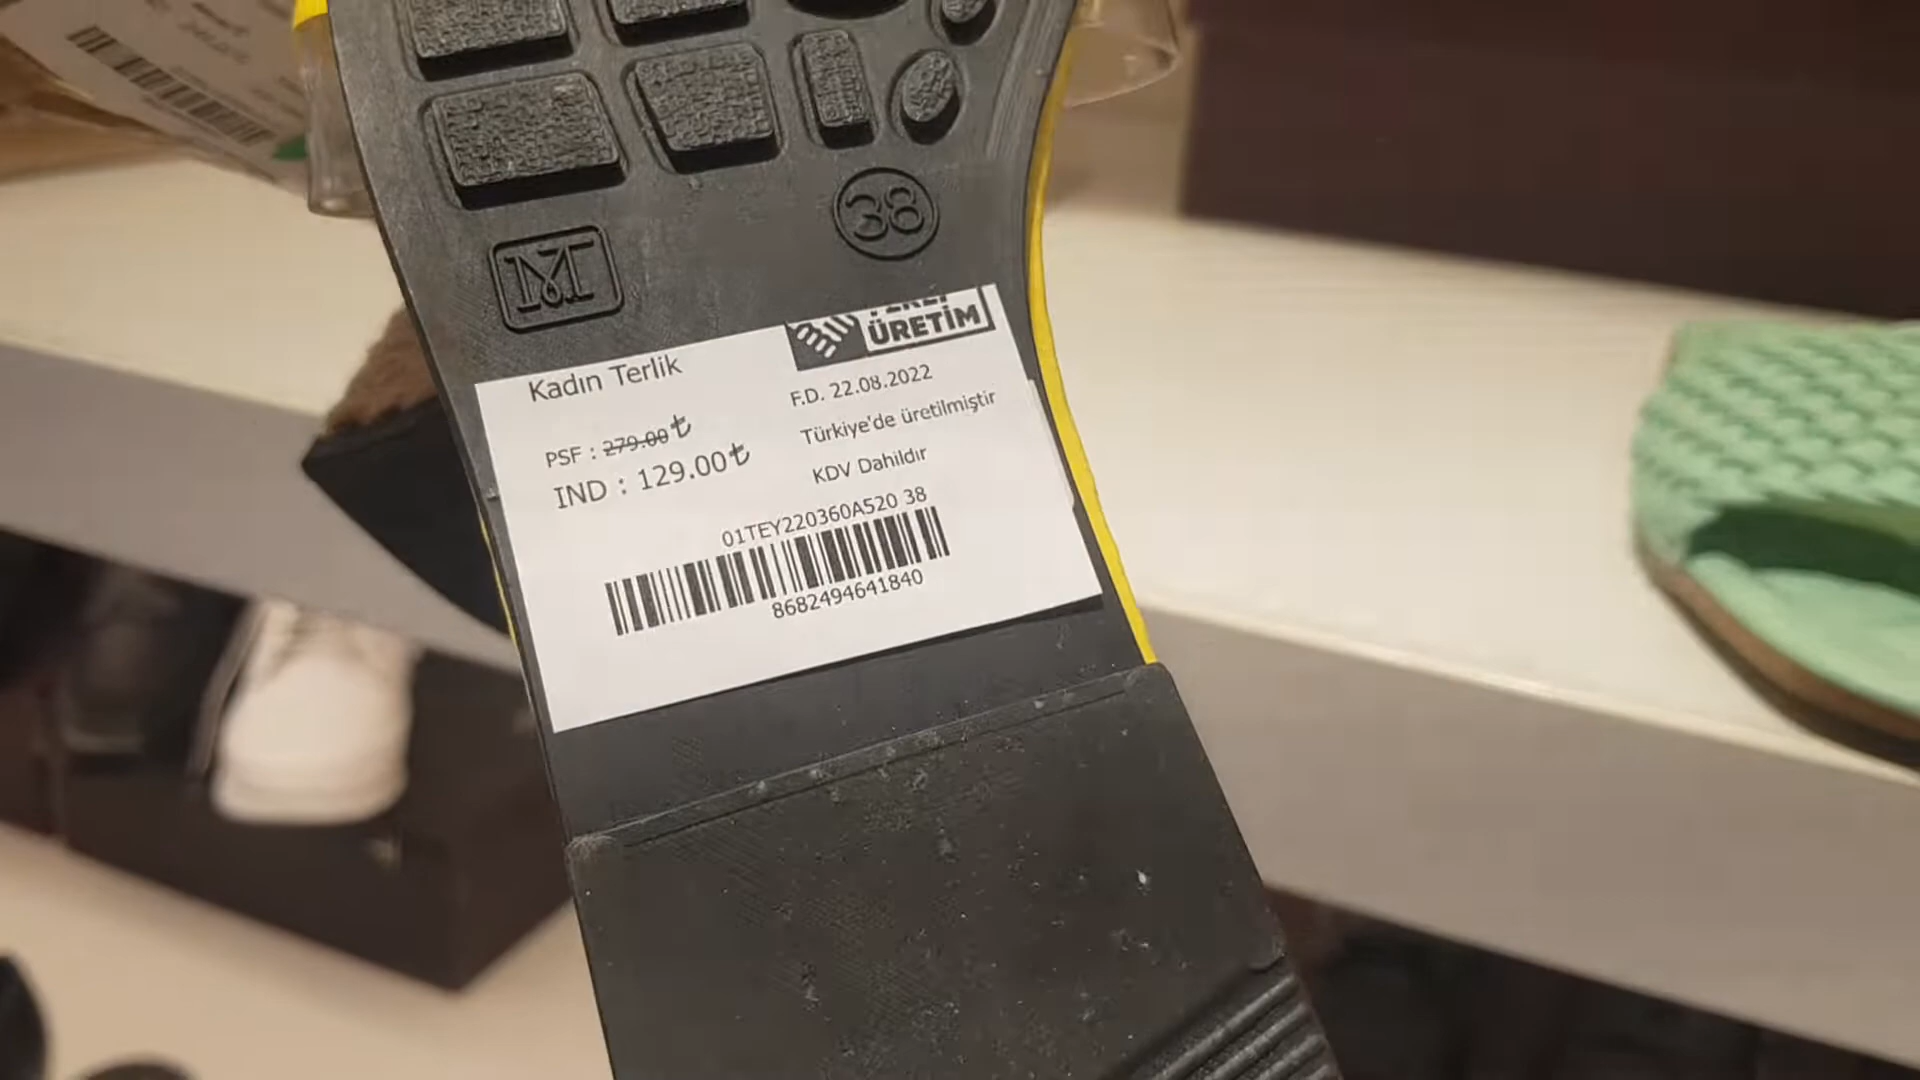 38
M
ÜRETİM
Kadın Terlik
F.D. 22.08.2022
PSF : 279.00₺
Türkiye'de üretilmiştir
IND : 129.00₺
KDV Dahildır
01TEY220360A520 38
8682494641840